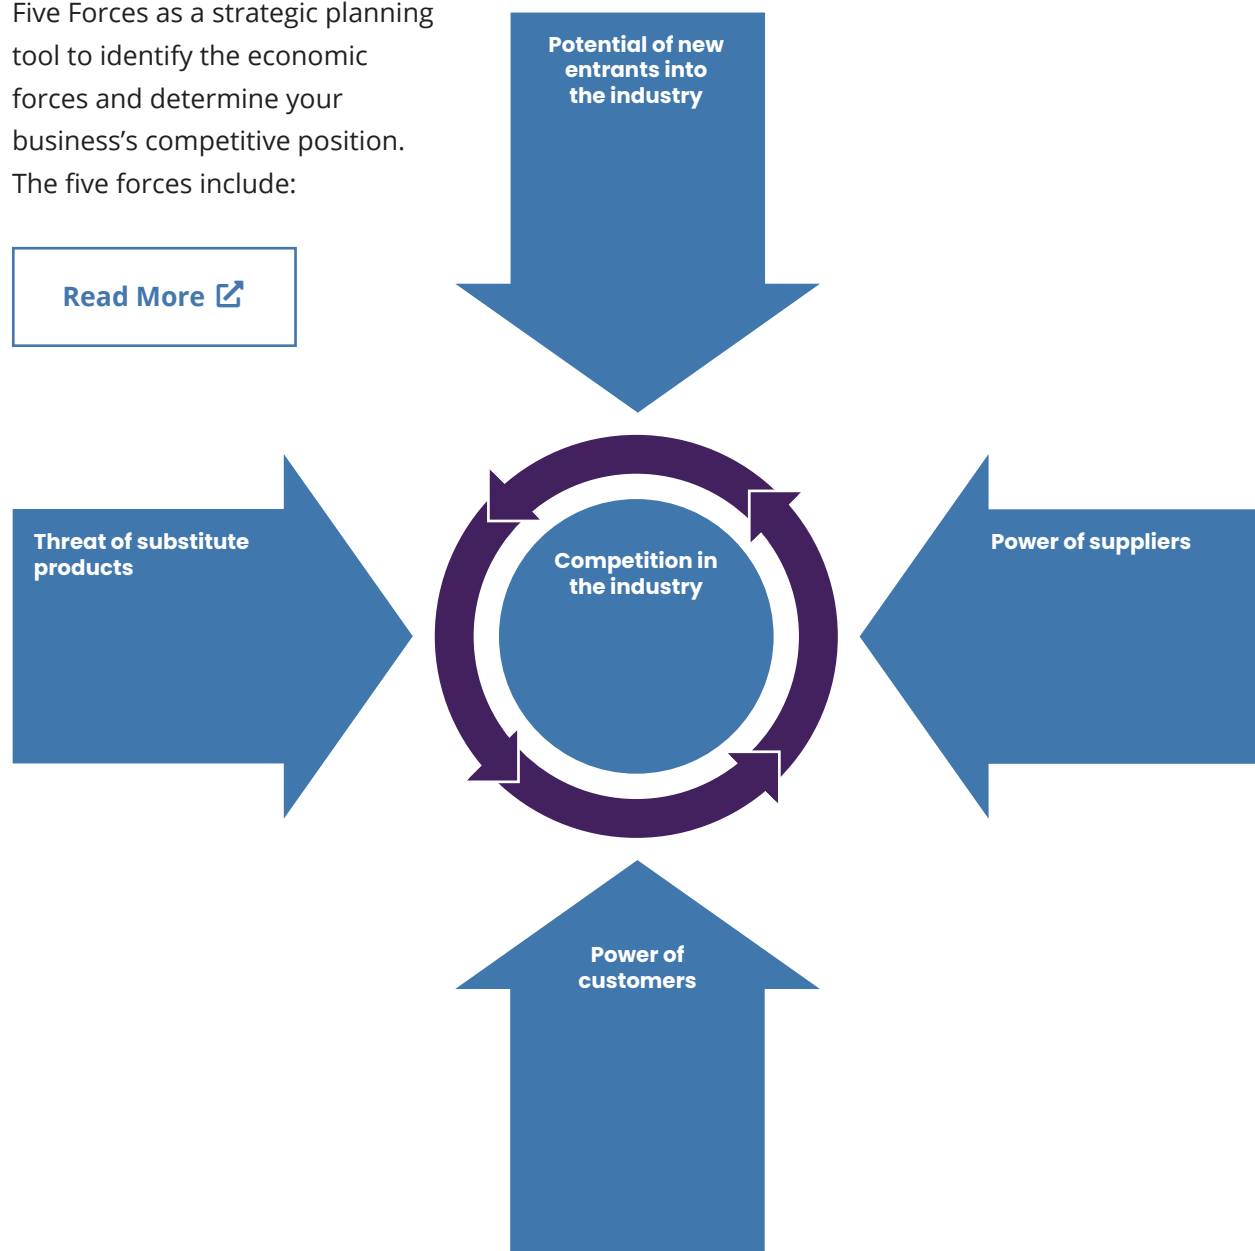 Five Forces as a strategic planning
tool to identify the economic
forces and determine your
business’s competitive position.
The five forces include:
Read More
Potential of new
entrants into
the industry
Threat of substitute
products
Competition in
the industry
Power of suppliers
Power of
customers